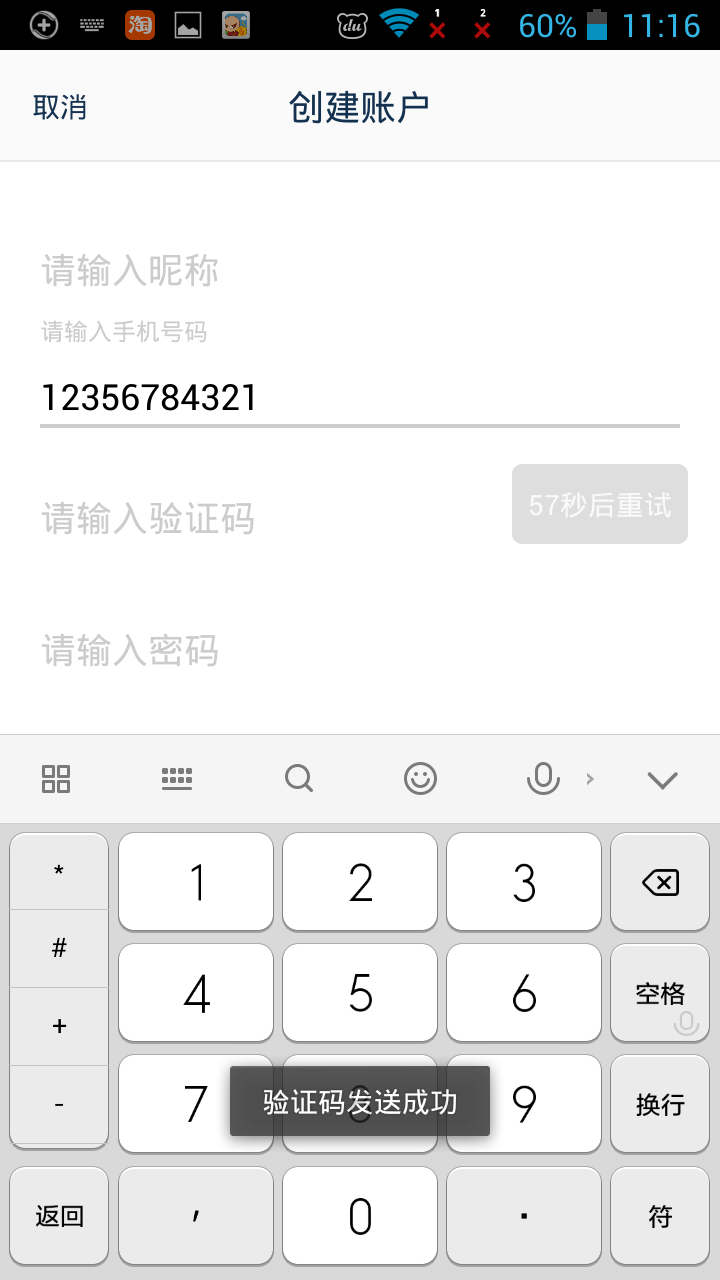 淘 du 1 2 60% 11:16
取消 创建账户
请输入昵称
请输入手机号码
12356784321
请输入验证码 57秒后重试
请输入密码
* 1 2 3
#
4 5 6 空格
+
7 8 9 换行
-
验证码发送成功
返回 , 0 . 符